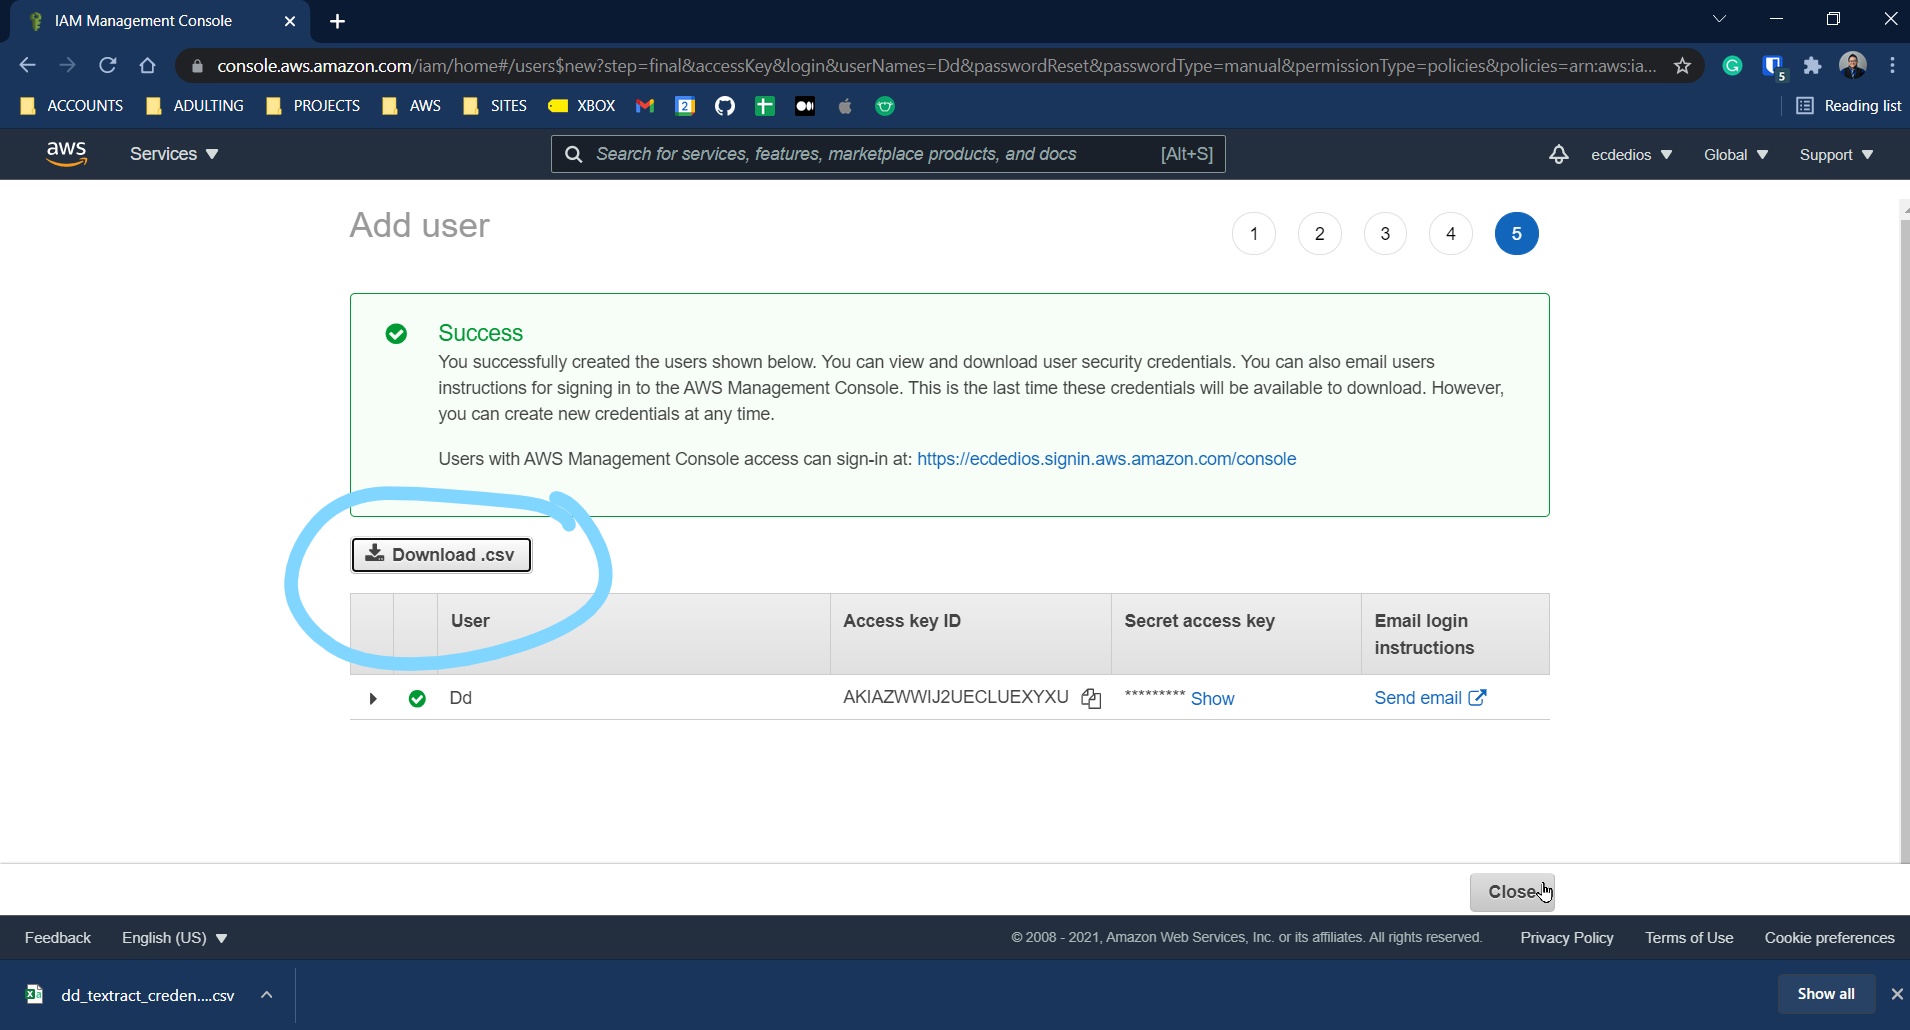 IAM Management Console
console.aws.amazon.com/iam/home#/users$new?step=final&accessKey&login&userNames=Dd&passwordReset&passwordType=manual&permissionType=policies&policies=arn:aws:ia...
5
ACCOUNTS ADULTING PROJECTS AWS SITES XBOX 2 Reading list
aws Services Search for services, features, marketplace products, and docs [Alt+S] ecdedios Global Support
Add user 1 2 3 4 5
Success
You successfully created the users shown below. You can view and download user security credentials. You can also email users
instructions for signing in to the AWS Management Console. This is the last time these credentials will be available to download. However,
you can create new credentials at any time.
Users with AWS Management Console access can sign-in at: https://ecdedios.signin.aws.amazon.com/console
Download .csv
User Access key ID Secret access key Email login
instructions
Dd AKIAZWWIJ2UECLUEXYXU ********* Show Send email
Close
Feedback English (US) © 2008 - 2021, Amazon Web Services, Inc. or its affiliates. All rights reserved. Privacy Policy Terms of Use Cookie preferences
dd_textract_creden....csv Show all